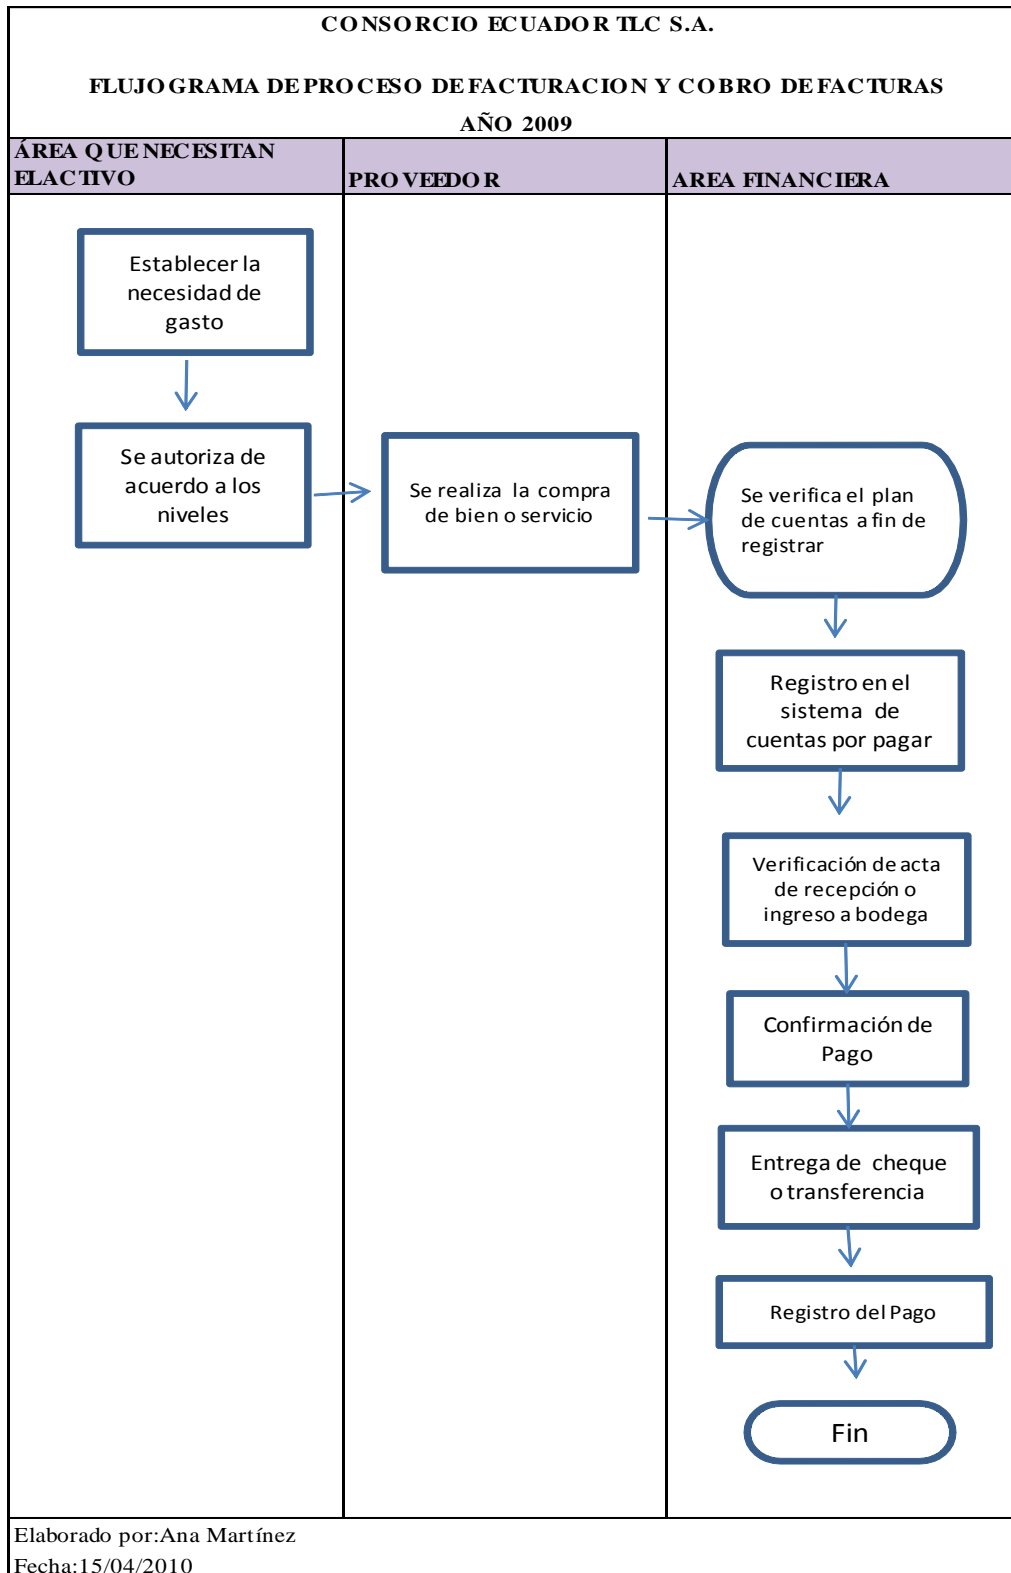 CONSORCIO ECUADOR TLC S.A.
FLUJOGRAMA DE PROCESO DE FACTURACION Y COBRO DE FACTURAS
AÑO 2009
ÁREA QUE NECESITAN
ELACTIVO
PROVEEDOR
AREA FINANCIERA
Establecer la
necesidad de
gasto
Se autoriza de
acuerdo a los
niveles
Se realiza la compra
de bien o servicio
Se verifica el plan
de cuentas a fin de
registrar
Registro en el
sistema de
cuentas por pagar
Verificación de acta
de recepción o
ingreso a bodega
Confirmación de
Pago
Entrega de cheque
o transferencia
Registro del Pago
Fin
Elaborado por:Ana Martínez
Fecha:15/04/2010